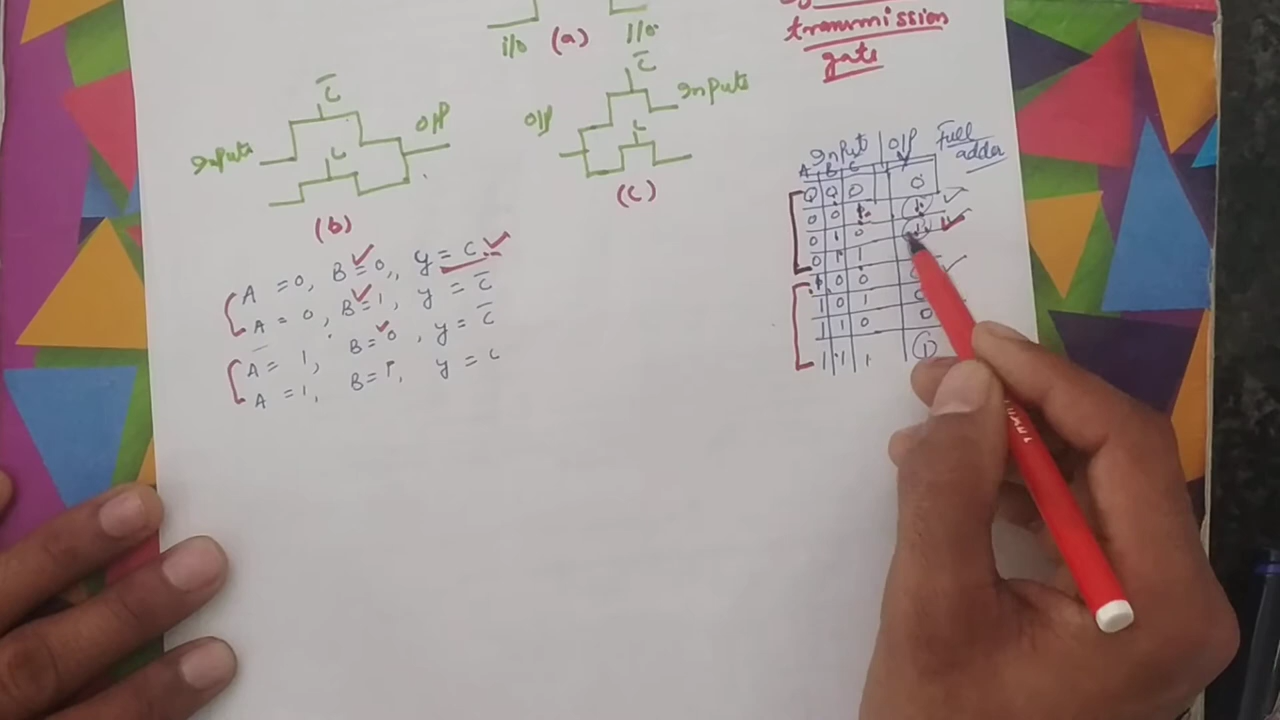 i/o (a) i/o
transmission
gate
C̅
Inputs
C
O/P
(b)
C̅
O/P
Inputs
C
(c)
Input O/P Full
adder
A B C Y
0 0 0 0
0 0 1 1
0 1 0 1
0 1 1
1 0 0
1 0 1 0
1 1 0 0
1 1 1 1
A = 0, B = 0, y = C
A = 0, B = 1, y = C̅
A = 1, B = 0, y = C̅
A = 1, B = 1, y = C